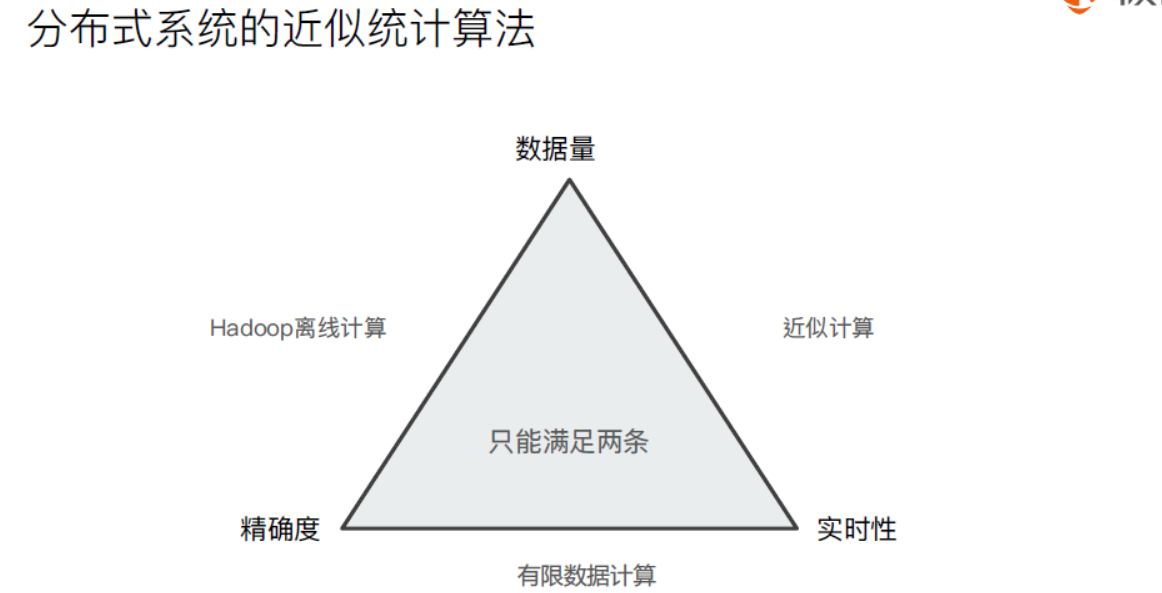 分布式系统的近似统计算法
数据量
Hadoop离线计算
近似计算
只能满足两条
精确度
实时性
有限数据计算